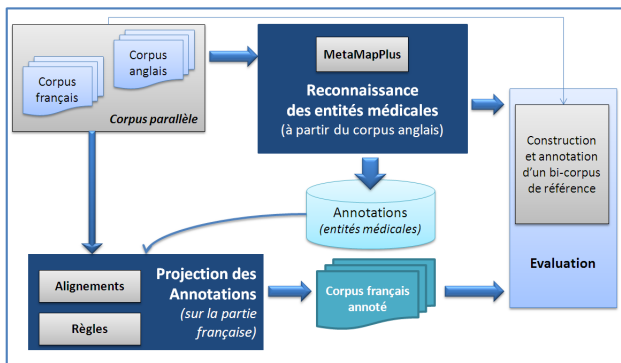 Corpus
français
Corpus
anglais
Corpus parallèle
MetaMapPlus
Reconnaissance
des entités médicales
(à partir du corpus anglais)
Construction
et annotation
d'un bi-corpus
de référence
Evaluation
Annotations
(entités médicales)
Alignements
Règles
Projection des
Annotations
(sur la partie
française)
Corpus français
annoté